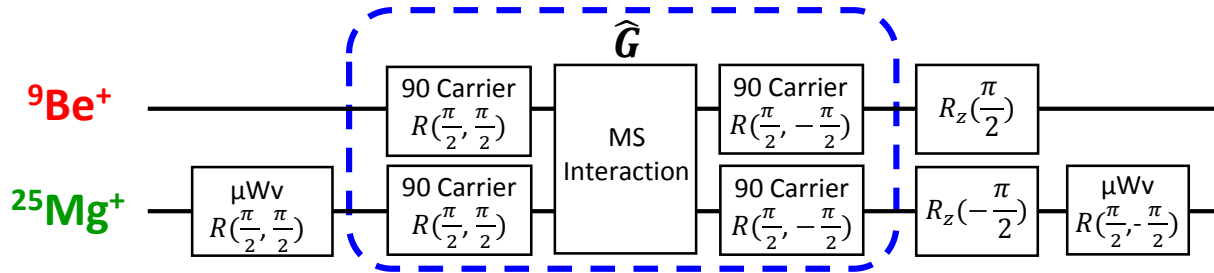 Ĝ
⁹Be⁺
90 Carrier
R(π/2, π/2)
MS
Interaction
90 Carrier
R(π/2, −π/2)
R_z(π/2)
²⁵Mg⁺
μWv
R(π/2, π/2)
90 Carrier
R(π/2, π/2)
90 Carrier
R(π/2, −π/2)
R_z(−π/2)
μWv
R(π/2, -π/2)